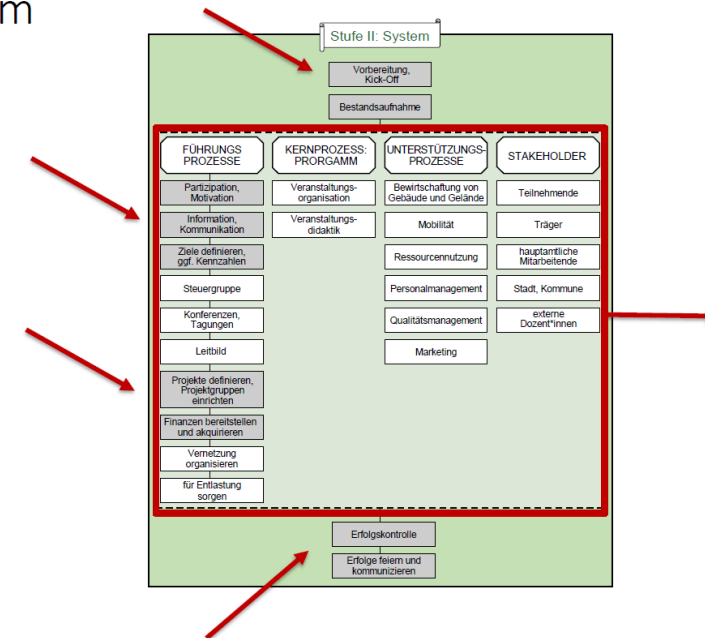 m
Stufe II: System
Vorbereitung,
Kick-Off
Bestandsaufnahme
FÜHRUNGS
PROZESSE
Partizipation,
Motivation
Information,
Kommunikation
Ziele definieren,
ggf. Kennzahlen
Steuergruppe
Konferenzen,
Tagungen
Leitbild
Projekte definieren,
Projektgruppen
einrichten
Finanzen bereitstellen
und akquirieren
Vernetzung
organisieren
für Entlastung
sorgen
KERNPROZESS:
PRORGAMM
Veranstaltungs-
organisation
Veranstaltungs-
didaktik
UNTERSTÜTZUNGS-
PROZESSE
Bewirtschaftung von
Gebäude und Gelände
Mobilität
Ressourcennutzung
Personalmanagement
Qualitätsmanagement
Marketing
STAKEHOLDER
Teilnehmende
Träger
hauptamtliche
Mitarbeitende
Stadt, Kommune
externe
Dozent*innen
Erfolgskontrolle
Erfolge feiern und
kommunizieren